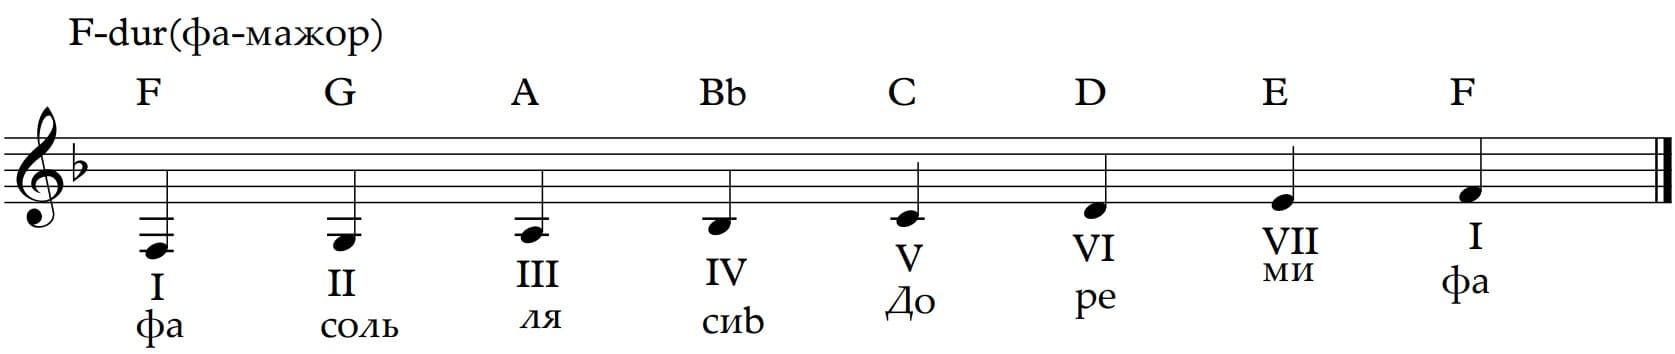 F-dur(фа-мажор)
F G A Bb C D E F
I II III IV V VI VII I
фа соль ля сиb До ре ми фа